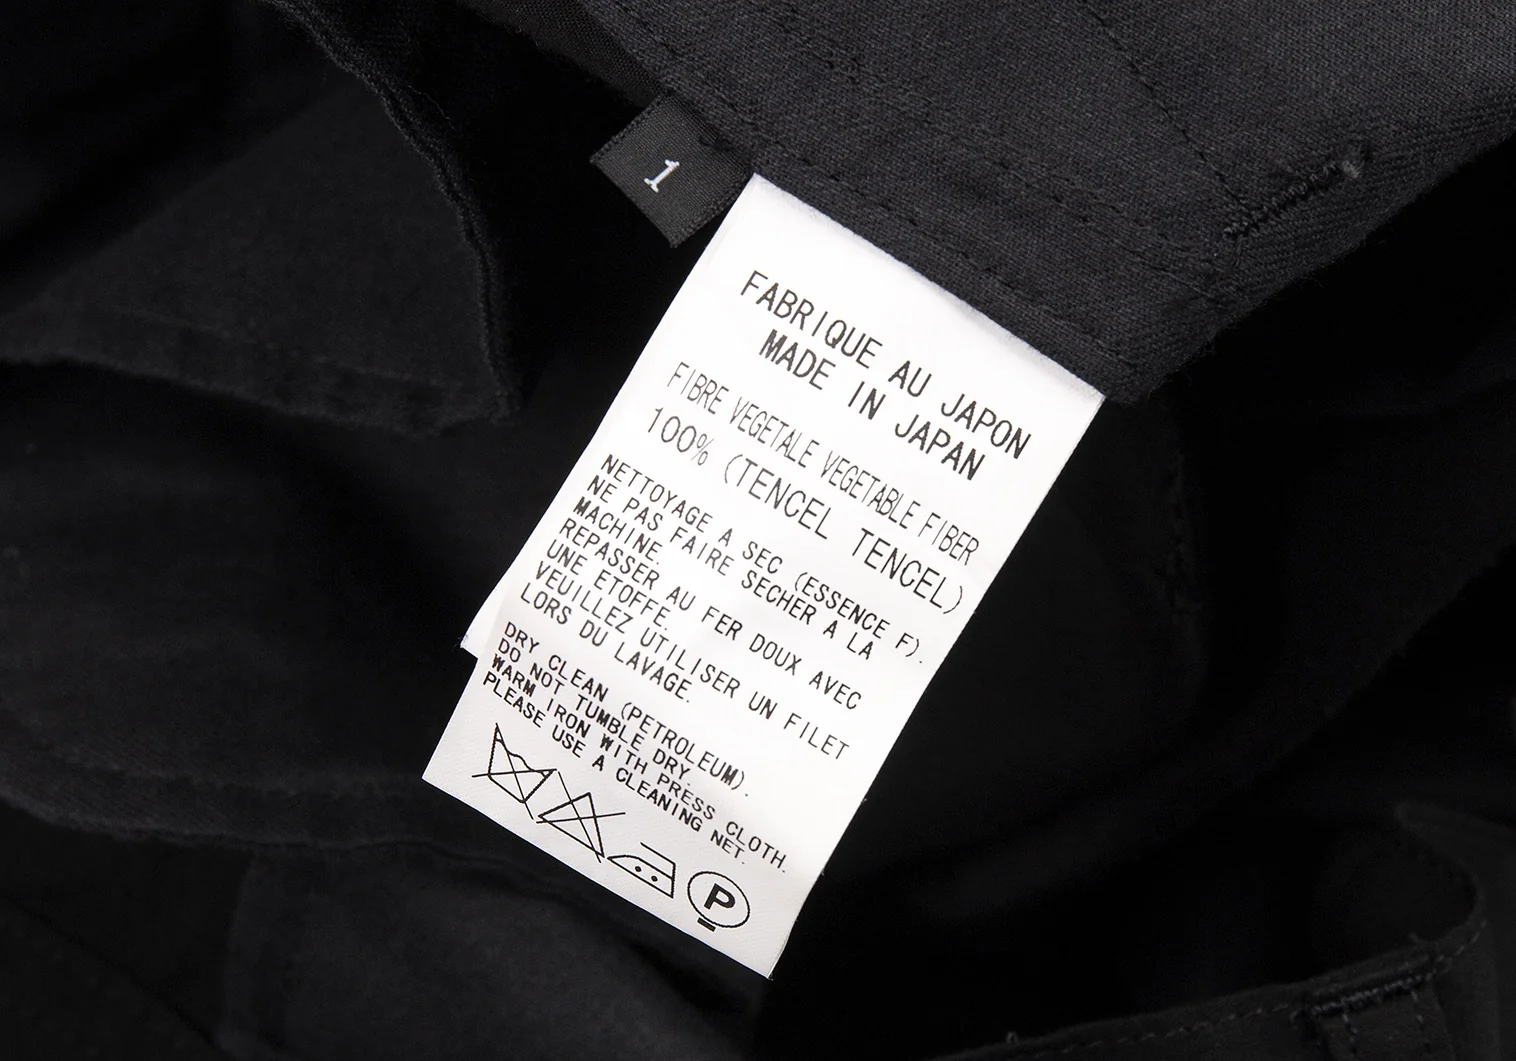 1
FABRIQUE AU JAPON
MADE IN JAPAN
FIBRE VEGETALE VEGETABLE FIBER
100% (TENCEL TENCEL)
NETTOYAGE A SEC (ESSENCE F).
NE PAS FAIRE SECHER A LA
MACHINE.
REPASSER AU FER DOUX AVEC
UNE ETOFFE.
VEUILLEZ UTILISER UN FILET
LORS DU LAVAGE.
DRY CLEAN (PETROLEUM).
DO NOT TUMBLE DRY.
WARM IRON WITH PRESS CLOTH.
PLEASE USE A CLEANING NET.
P